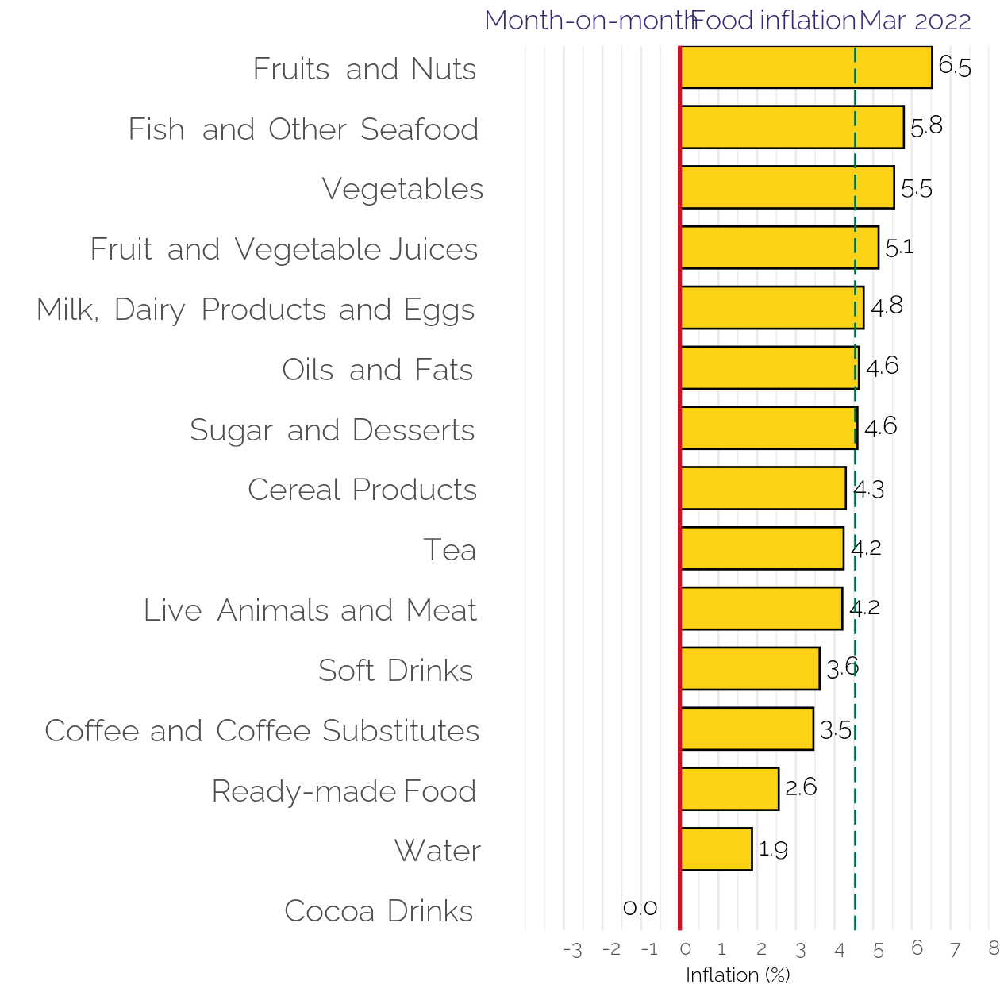 Month-on-month Food inflation Mar 2022
Fruits and Nuts 6.5
Fish and Other Seafood 5.8
Vegetables 5.5
Fruit and Vegetable Juices 5.1
Milk, Dairy Products and Eggs 4.8
Oils and Fats 4.6
Sugar and Desserts 4.6
Cereal Products 4.3
Tea 4.2
Live Animals and Meat 4.2
Soft Drinks 3.6
Coffee and Coffee Substitutes 3.5
Ready-made Food 2.6
Water 1.9
Cocoa Drinks 0.0
-3 -2 -1 0 1 2 3 4 5 6 7 8
Inflation (%)